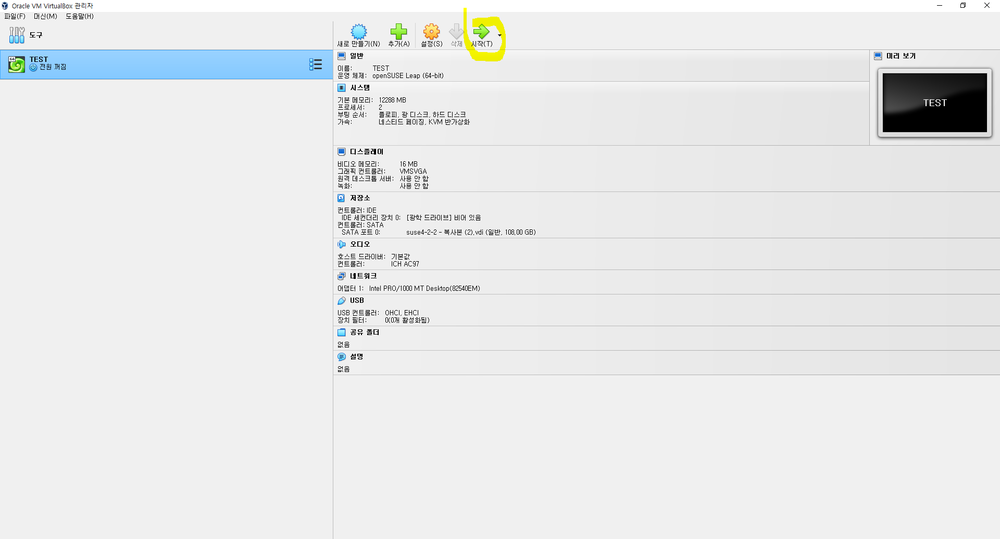 Oracle VM VirtualBox 관리자
파일(F) 머신(M) 도움말(H)
도구
새로 만들기(N) 추가(A) 설정(S) 삭제 시작(T)
64
TEST
전원 꺼짐
일반
이름: TEST
운영 체제: openSUSE Leap (64-bit)
시스템
기본 메모리: 12288 MB
프로세서: 2
부팅 순서: 플로피, 광 디스크, 하드 디스크
가속: 네스티드 페이징, KVM 반가상화
미리 보기
TEST
디스플레이
비디오 메모리: 16 MB
그래픽 컨트롤러: VMSVGA
원격 데스크톱 서버: 사용 안 함
녹화: 사용 안 함
저장소
컨트롤러: IDE
IDE 세컨더리 장치 0: [광학 드라이브] 비어 있음
컨트롤러: SATA
SATA 포트 0: suse4-2-2 - 복사본 (2).vdi (일반, 108.00 GB)
오디오
호스트 드라이버: 기본값
컨트롤러: ICH AC97
네트워크
어댑터 1: Intel PRO/1000 MT Desktop(82540EM)
USB
USB 컨트롤러: OHCI, EHCI
장치 필터: 0(0개 활성화됨)
공유 폴더
없음
설명
없음